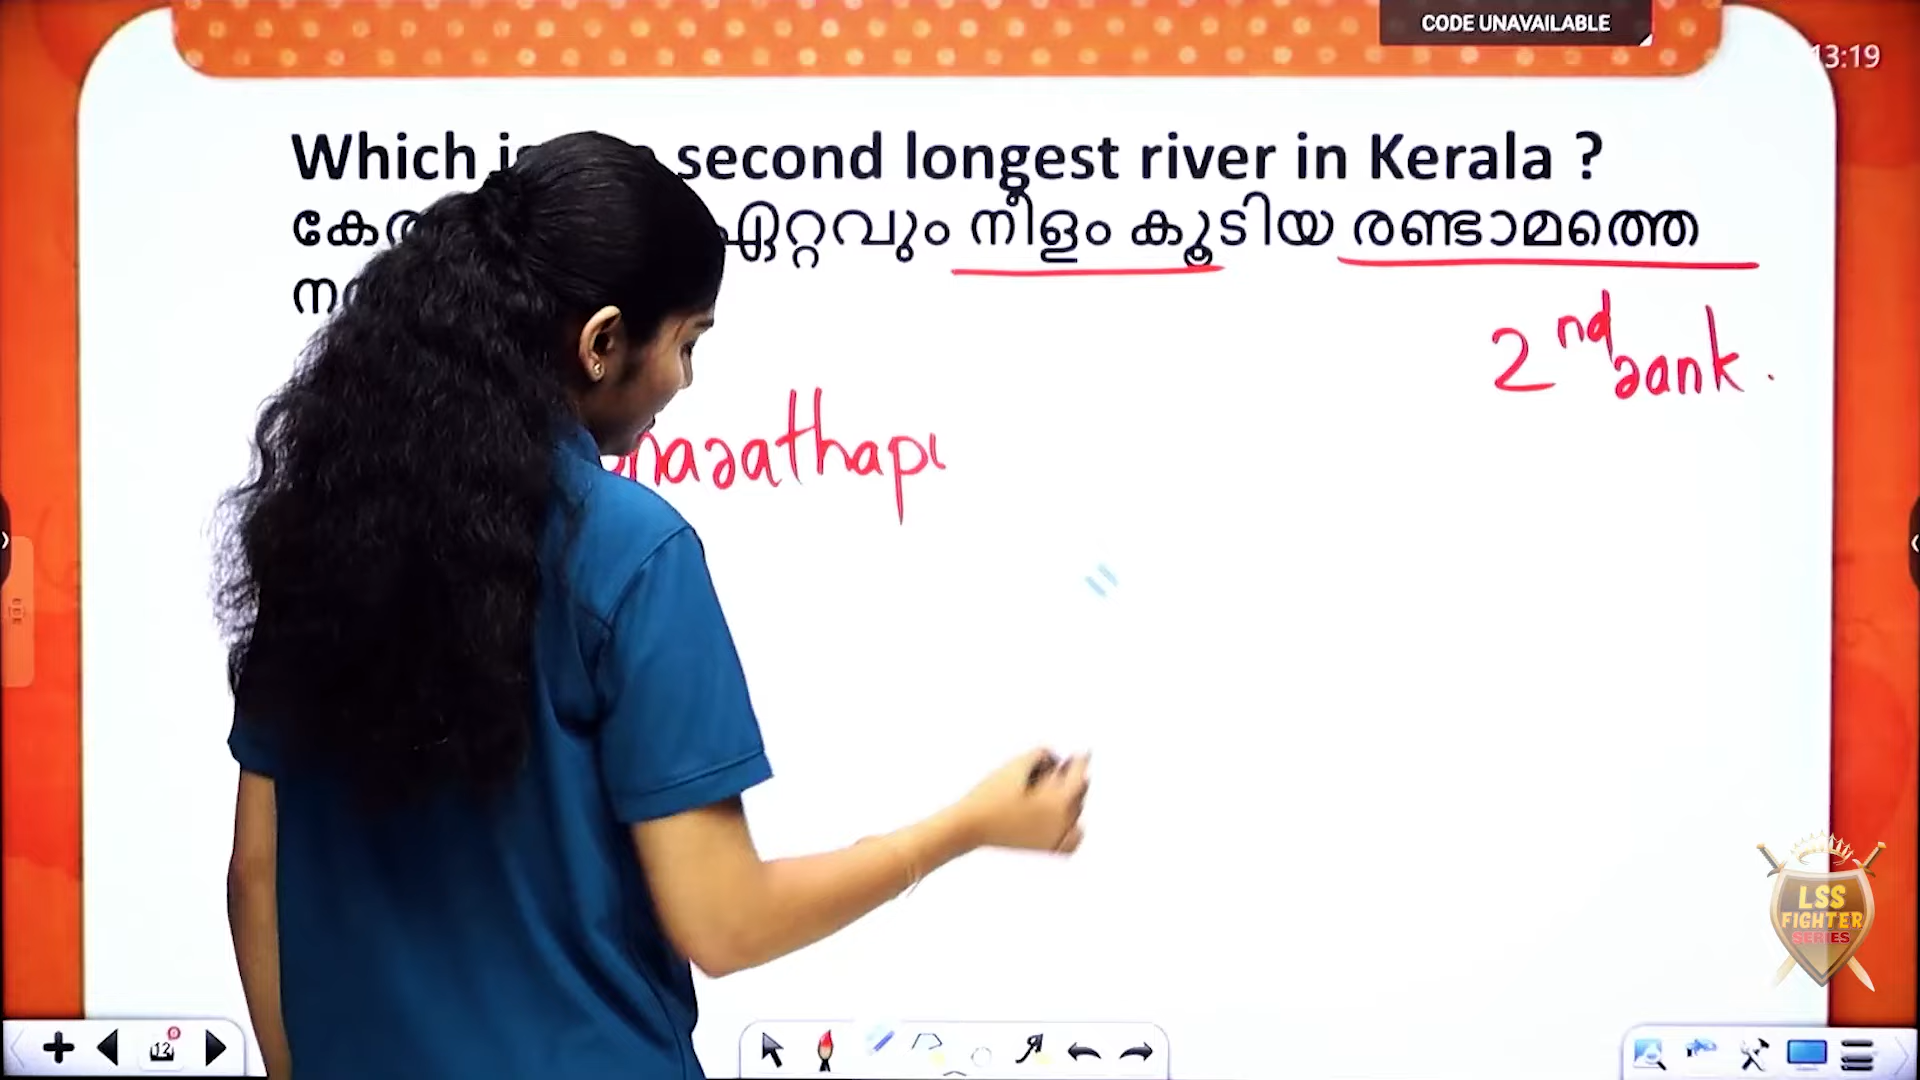 CODE UNAVAILABLE
13:19
Which second longest river in Kerala ?
ഏറ്റവും നീളം കൂടിയ രണ്ടാമത്തെ
2nd rank.
12
LSS
FIGHTER
SERIES